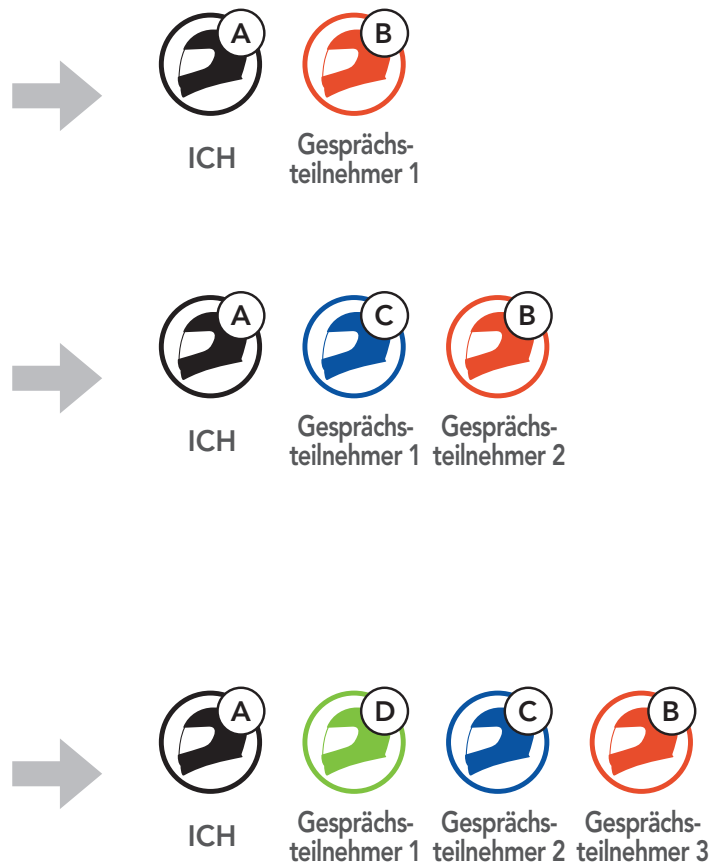 A B
ICH Gesprächs-
teilnehmer 1
A C B
ICH Gesprächs- Gesprächs-
teilnehmer 1 teilnehmer 2
A D C B
ICH Gesprächs- Gesprächs- Gesprächs-
teilnehmer 1 teilnehmer 2 teilnehmer 3